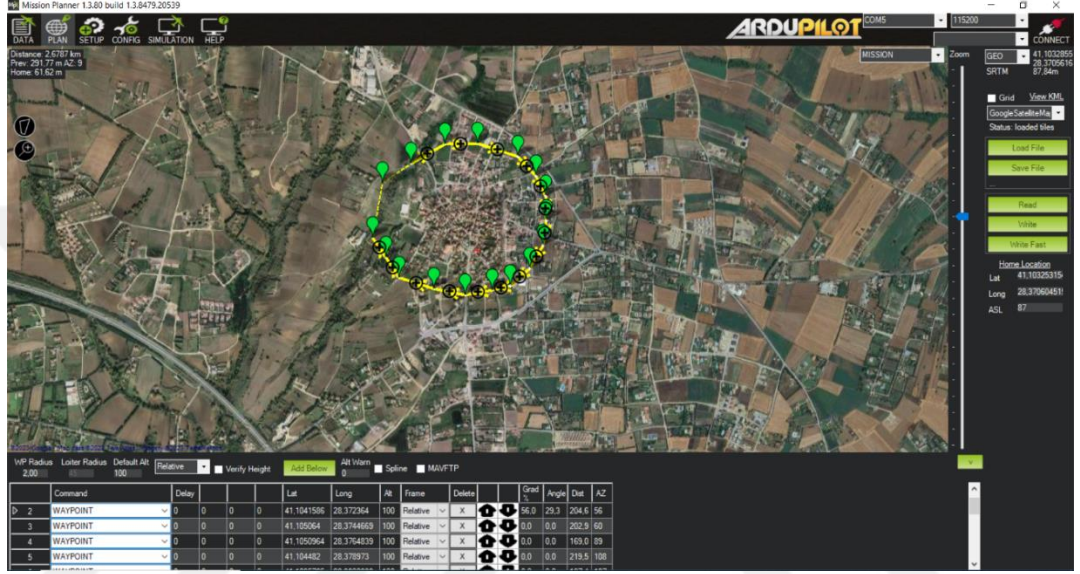 Mission Planner 1.3.80 build 1.3.8479.20539
DATA PLAN SETUP CONFIG SIMULATION HELP
ARDUPILOT
COM5 115200
CONNECT
Distance: 2.6787 km
Prev: 291,77 m AZ: 9
Home: 61.62 m
MISSION
Zoom
GEO 41.1032855
28.3705616
SRTM 87,84m
Grid View KML
GoogleSatelliteMa
Status: loaded tiles
Load File
Save File
...
Read
Write
Write Fast
Home Location
Lat 41.10325315
Long 28,37060451
ASL 87
WP Radius Loiter Radius Default Alt Relative Verify Height Add Below Alt Warn Spline MAVFTP
2,00 100 0
Command Delay Lat Long Alt Frame Delete Grad % Angle Dist AZ
2 WAYPOINT 0 0 0 0 41.1041586 28.372364 100 Relative X 56,0 29,3 204,6 56
3 WAYPOINT 0 0 0 0 41.105064 28.3744669 100 Relative X 0,0 0,0 202,9 60
4 WAYPOINT 0 0 0 0 41.1050964 28.3764839 100 Relative X 0,0 0,0 169,0 89
5 WAYPOINT 0 0 0 0 41.104482 28.378973 100 Relative X 0,0 0,0 219,5 108